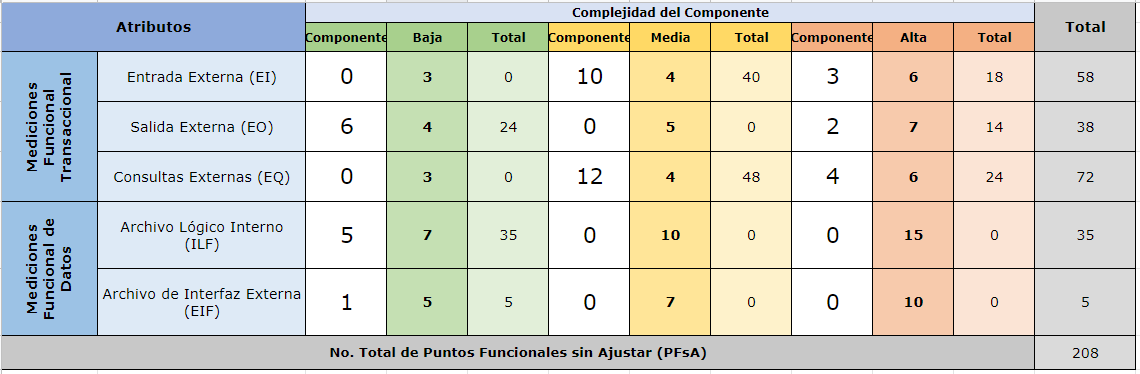 Atributos
Complejidad del Componente
Total
Componente Baja Total Componente Media Total Componente Alta Total
Mediciones
Funcional
Transaccional
Entrada Externa (EI) 0 3 0 10 4 40 3 6 18 58
Salida Externa (EO) 6 4 24 0 5 0 2 7 14 38
Consultas Externas (EQ) 0 3 0 12 4 48 4 6 24 72
Mediciones
Funcional de
Datos
Archivo Lógico Interno
(ILF) 5 7 35 0 10 0 0 15 0 35
Archivo de Interfaz Externa
(EIF) 1 5 5 0 7 0 0 10 0 5
No. Total de Puntos Funcionales sin Ajustar (PFsA) 208